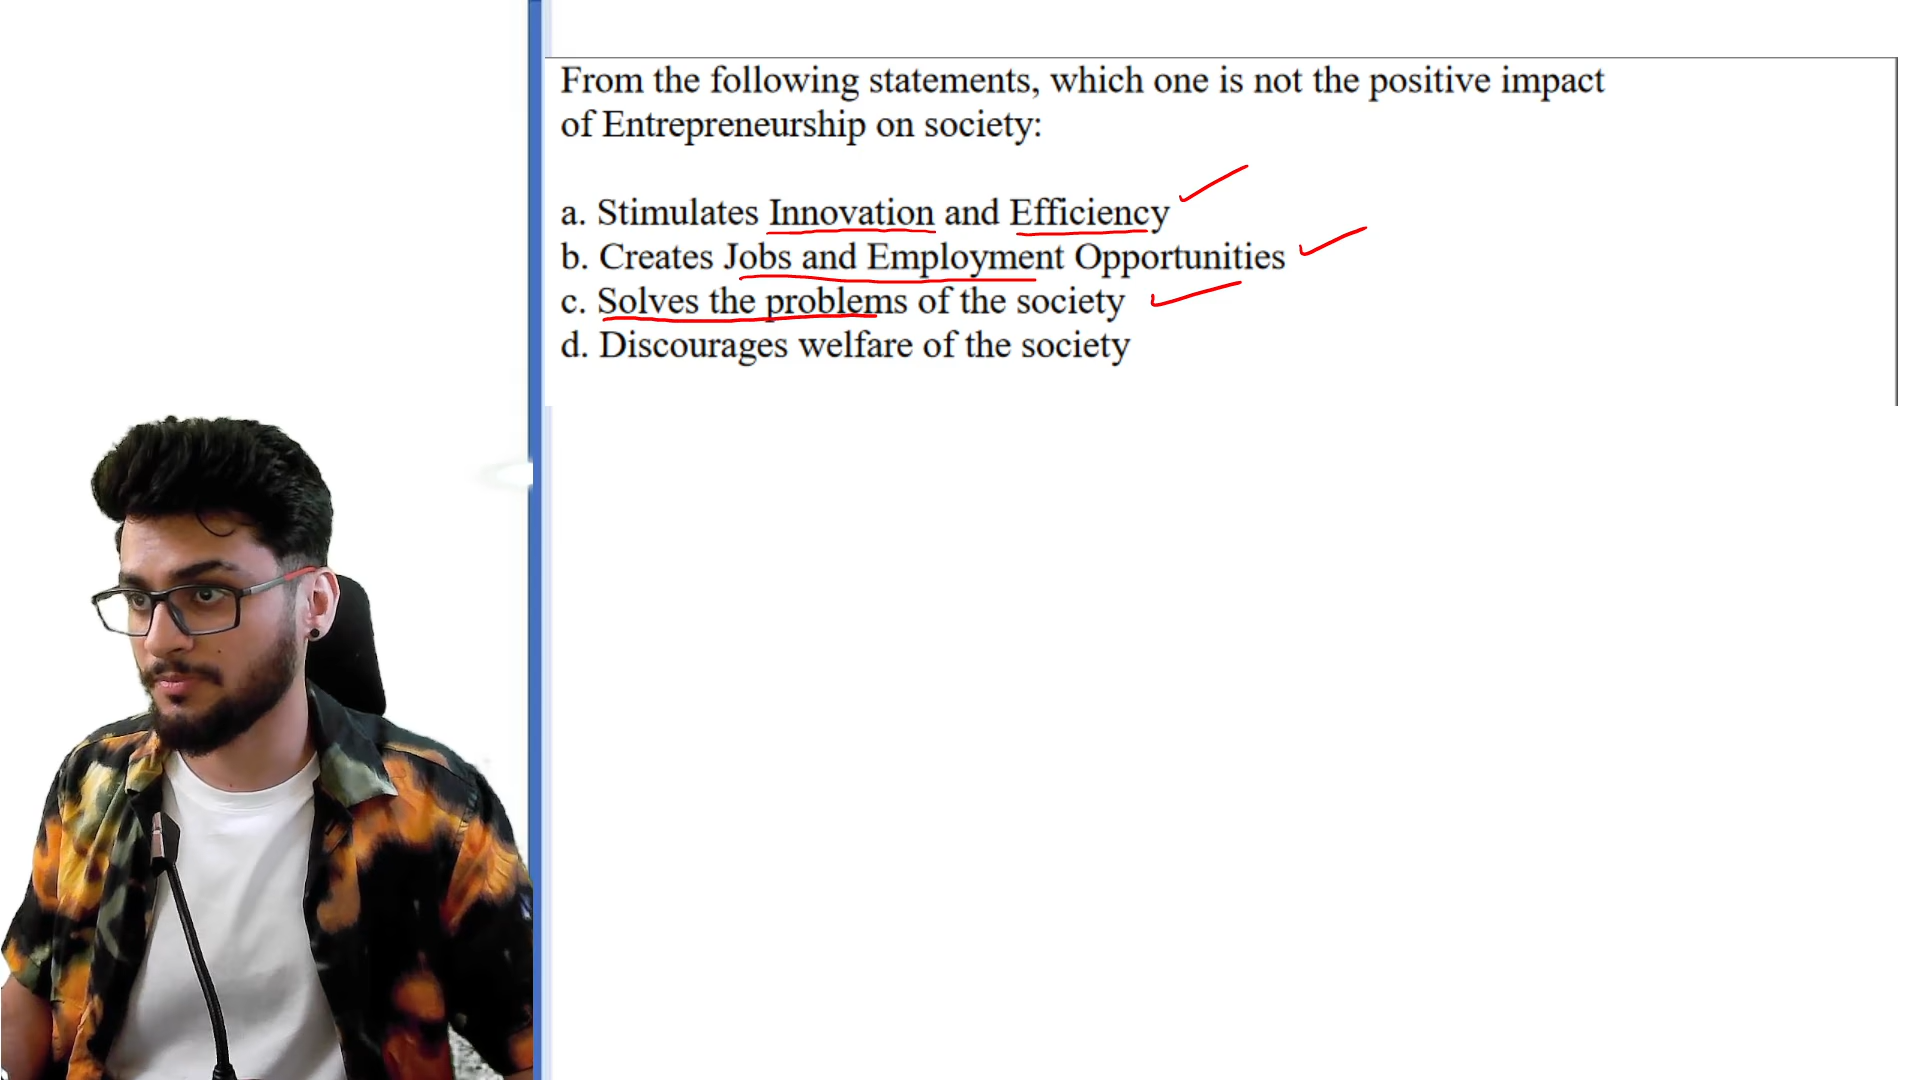 From the following statements, which one is not the positive impact
of Entrepreneurship on society:
a. Stimulates Innovation and Efficiency
b. Creates Jobs and Employment Opportunities
c. Solves the problems of the society
d. Discourages welfare of the society